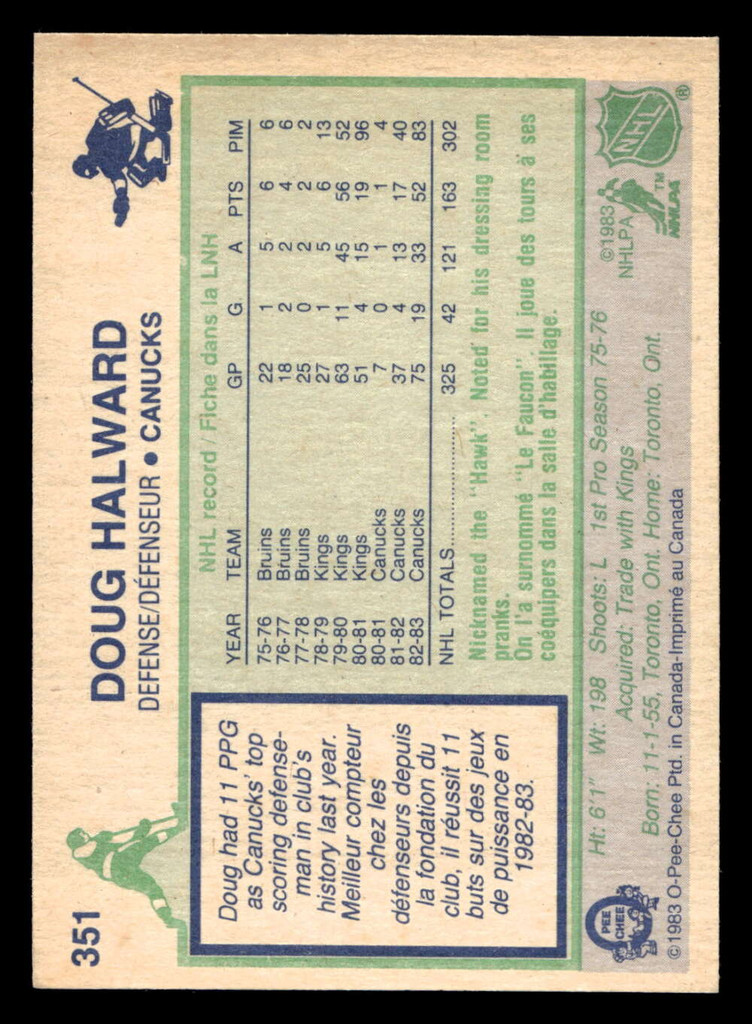 351
DOUG HALWARD
DEFENSE/DÉFENSEUR • CANUCKS
Doug had 11 PPG
as Canucks' top
scoring defense-
man in club's
history last year.
Meilleur compteur
chez les
défenseurs depuis
la fondation du
club, il réussit 11
buts sur des jeux
de puissance en
1982-83.
NHL record / Fiche dans la LNH
YEAR TEAM GP G A PTS PIM
75-76 Bruins 22 1 5 6 6
76-77 Bruins 18 2 2 4 6
77-78 Bruins 25 0 2 2 2
78-79 Kings 27 1 5 6 13
79-80 Kings 63 11 45 56 52
80-81 Kings 51 4 15 19 96
80-81 Canucks 7 0 1 1 4
81-82 Canucks 37 4 13 17 40
82-83 Canucks 75 19 33 52 83
NHL TOTALS.................... 325 42 121 163 302
Nicknamed the "Hawk". Noted for his dressing room
pranks.
On l'a surnommé "Le Faucon". Il joue des tours à ses
coéquipers dans la salle d'habillage.
Ht: 6'1" Wt: 198 Shoots: L 1st Pro Season 75-76
Acquired: Trade with Kings
Born: 11-1-55, Toronto, Ont. Home: Toronto, Ont.
©1983 O-Pee-Chee Ptd. in Canada-Imprimé au Canada
O
PEE
CHEE
©1983
NHLPA
NHLPA
TM
NHL
®